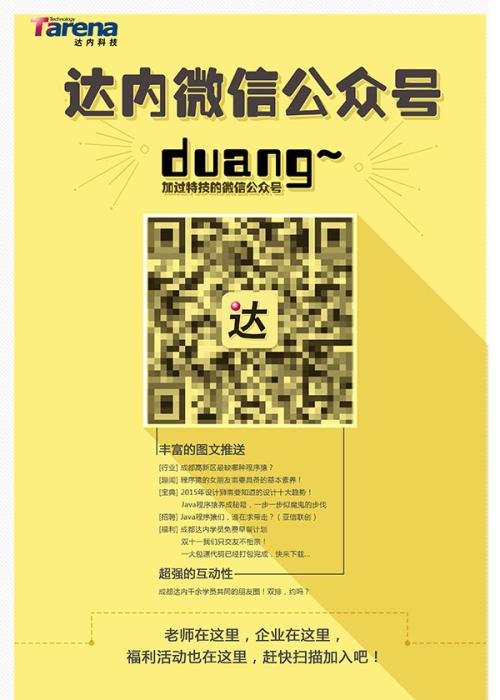 Technology
Tarena
达内科技
达内微信公众号
duang~
加过特技的微信公众号
达
丰富的图文推送
[行业] 成都高新区最缺哪种程序猿？
[趣闻] 程序猿的女朋友需要具备的基本素养！
[宝典] 2015年设计狮需要知道的设计十大趋势！
Java程序猿养成秘籍，一步一步似魔鬼的步伐
[招聘] Java程序猿们，谁在求带走？（亚信联创）
[福利] 成都达内学员免费早餐计划
双十一我们只交友不相亲！
一大包源代码已经打包完成，快来下载...
超强的互动性
成都达内千余学员共同的朋友圈！双排，约吗？
老师在这里，企业在这里，
福利活动也在这里，赶快扫描加入吧！